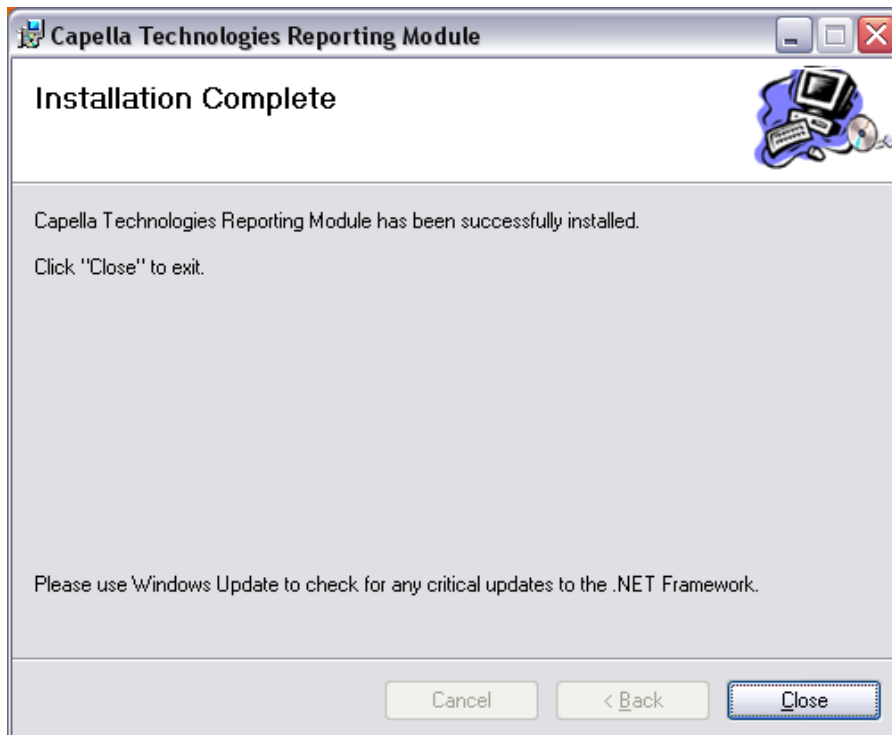 Capella Technologies Reporting Module
Installation Complete
Capella Technologies Reporting Module has been successfully installed.
Click "Close" to exit.
Please use Windows Update to check for any critical updates to the .NET Framework.
Cancel
< Back
Close